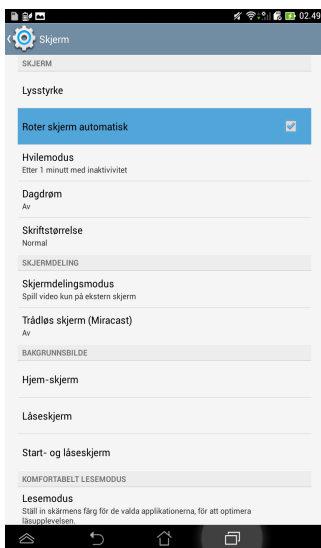 02.49
Skjerm
SKJERM
Lysstyrke
Roter skjerm automatisk
Hvilemodus
Etter 1 minutt med inaktivivitet
Dagdrøm
Av
Skriftstørrelse
Normal
SKJERMDELING
Skjermdelingsmodus
Spill video kun på ekstern skjerm
Trådløs skjerm (Miracast)
Av
BAKGRUNNSBILDE
Hjem-skjerm
Låseskjerm
Start- og låseskjerm
KOMFORTABELT LESEMODUS
Lesemodus
Ställ in skärmens färg för de valda applikationerna, för att optimera
läsupplevelsen.